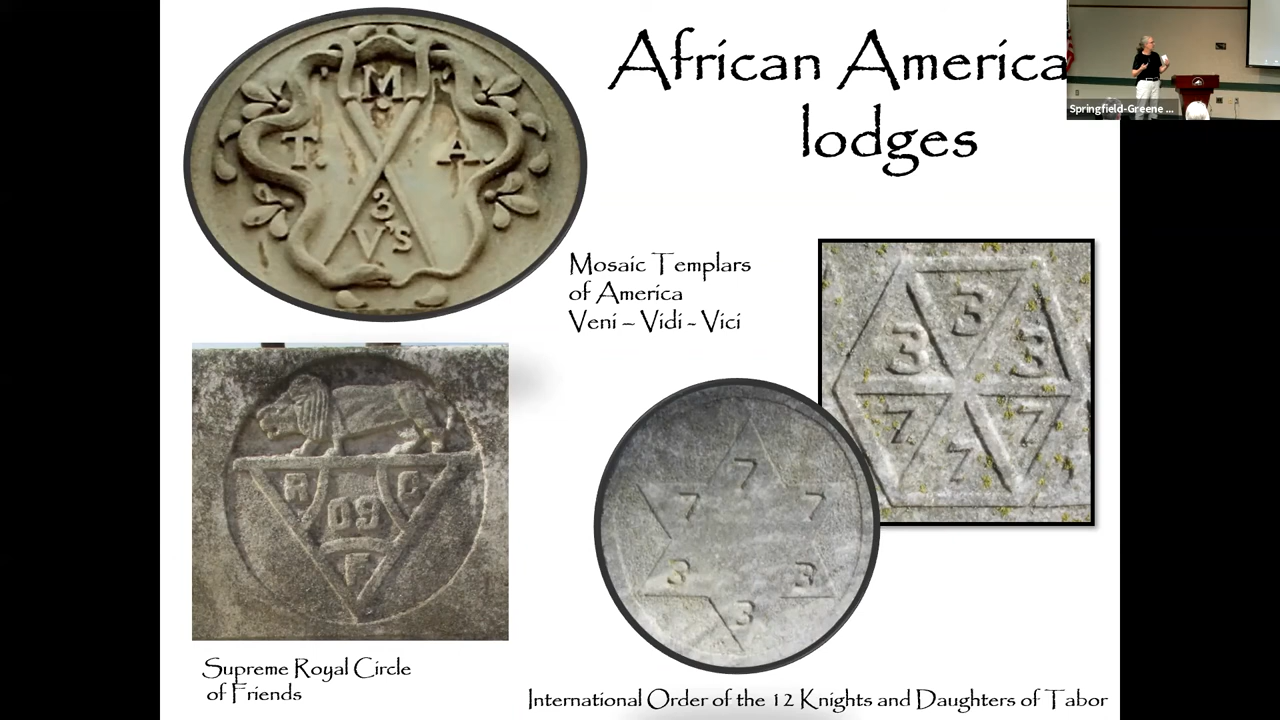 African America
lodges
Springfield-Greene ...
M
T. A.
3
V'S
Mosaic Templars
of America
Veni – Vidi - Vici
3
3 3
7 7
7
R C
09
F
7
7 7
3 3
3
Supreme Royal Circle
of Friends
International Order of the 12 Knights and Daughters of Tabor